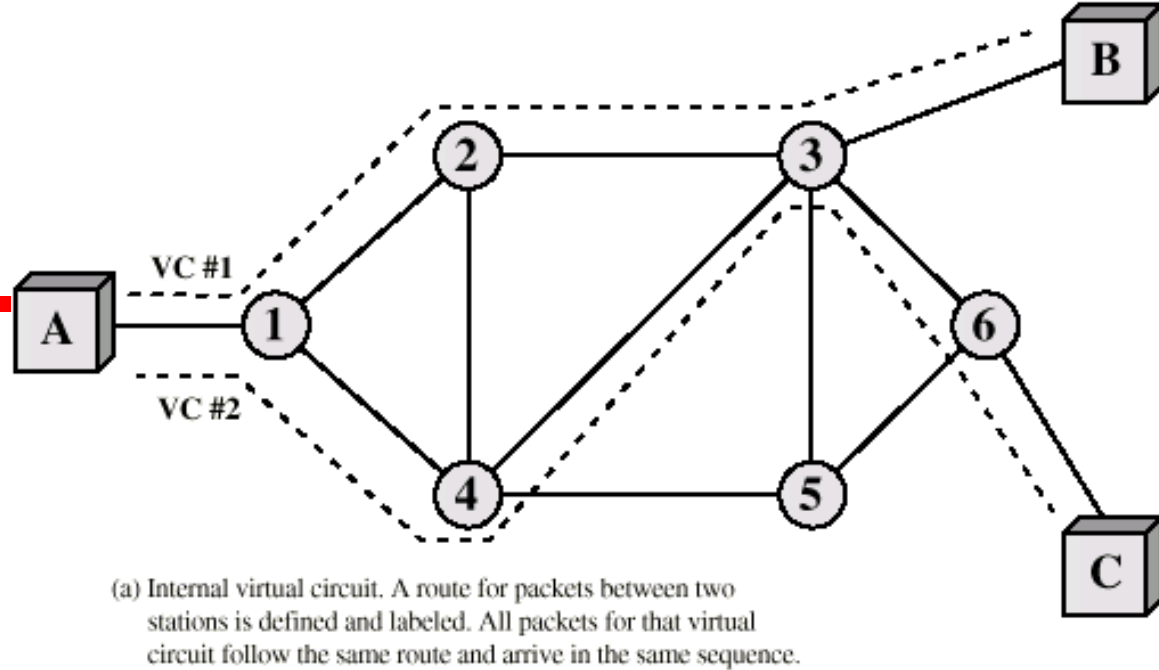 B
2
3
VC #1
A
1
6
VC #2
4
5
C
(a) Internal virtual circuit. A route for packets between two
stations is defined and labeled. All packets for that virtual
circuit follow the same route and arrive in the same sequence.